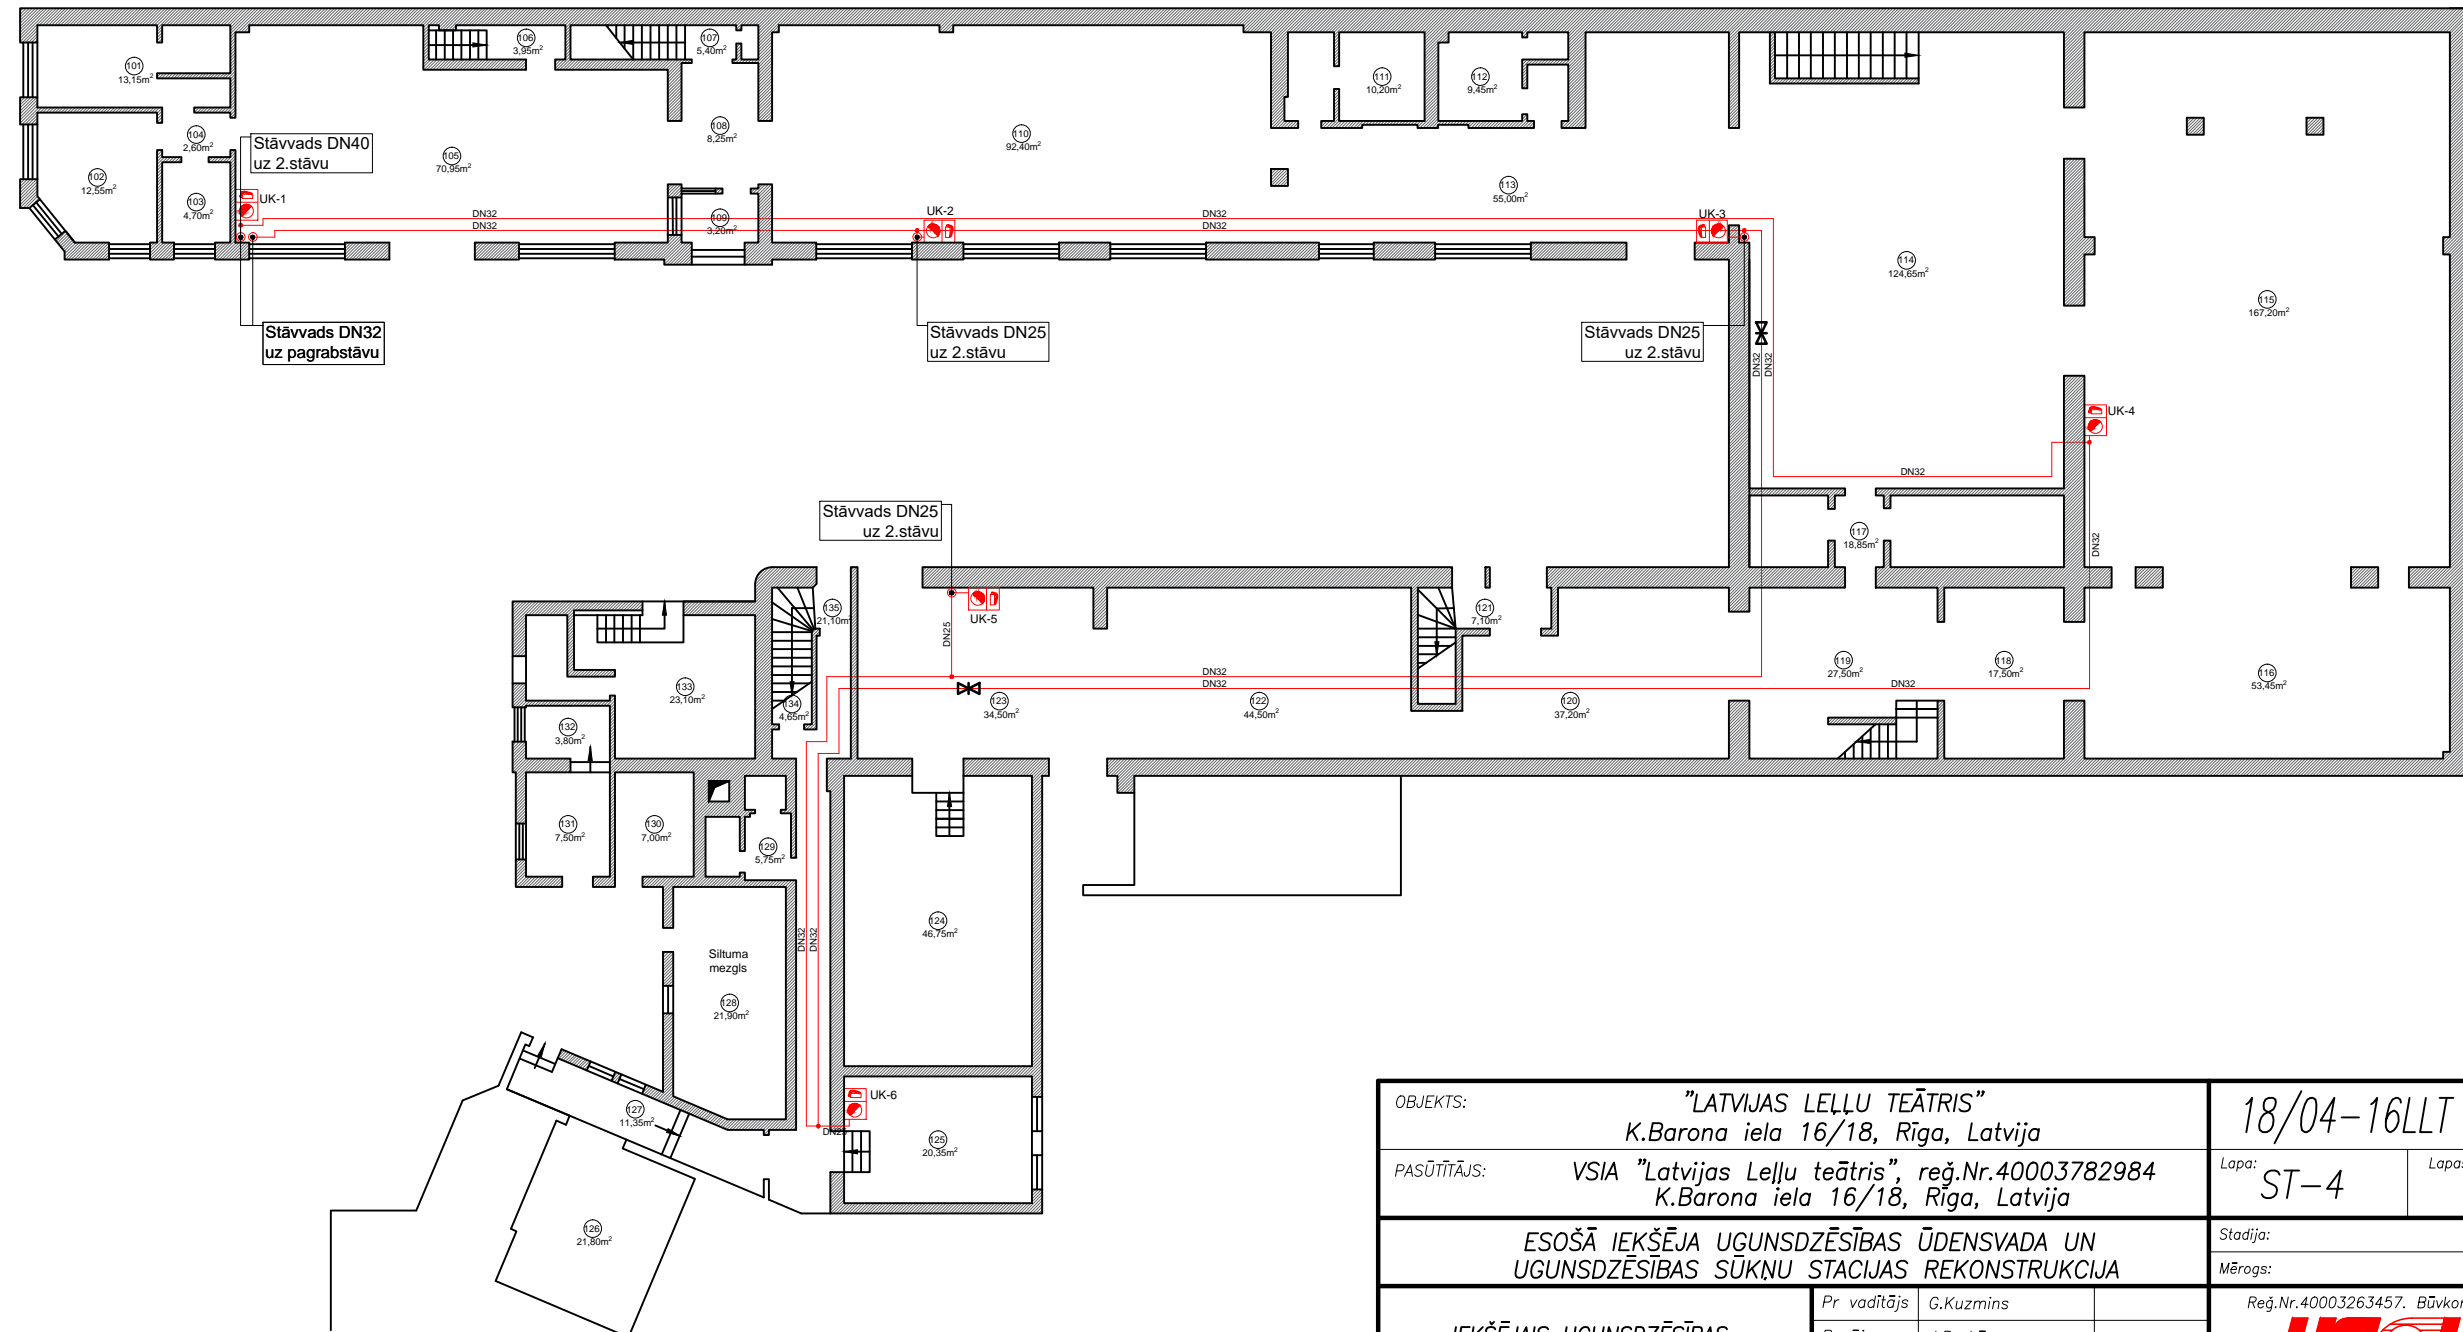 101
13,15m²
102
12,55m²
103
4,70m²
104
2,60m²
105
70,95m²
106
3,95m²
107
5,40m²
108
8,25m²
109
3,20m²
110
92,40m²
111
10,20m²
112
9,45m²
113
55,00m²
114
124,65m²
115
167,20m²
Stāvvads DN40
uz 2.stāvu
UK-1
DN32
DN32
UK-2
DN32
DN32
UK-3
Stāvvads DN32
uz pagrabstāvu
Stāvvads DN25
uz 2.stāvu
Stāvvads DN25
uz 2.stāvu
DN32
DN32
UK-4
DN32
DN32
117
18,85m²
Stāvvads DN25
uz 2.stāvu
UK-5
DN25
135
21,10m²
121
7,10m²
DN32
DN32
DN32
116
53,45m²
118
17,50m²
119
27,50m²
120
37,20m²
122
44,50m²
123
34,50m²
133
23,10m²
134
4,65m²
132
3,80m²
131
7,50m²
130
7,00m²
129
5,75m²
124
46,75m²
DN32
DN32
Siltuma
mezgls
128
21,90m²
UK-6
127
11,35m²
125
20,35m²
126
21,80m²
OBJEKTS:
"LATVIJAS LEĻĻU TEĀTRIS"
K.Barona iela 16/18, Rīga, Latvija
18/04-16LLT
PASŪTĪTĀJS:
VSIA "Latvijas Leļļu teātris", reģ.Nr.40003782984
K.Barona iela 16/18, Rīga, Latvija
Lapa:
ST-4
ESOŠĀ IEKŠĒJA UGUNSDZĒSĪBAS ŪDENSVADA UN
UGUNSDZĒSĪBAS SŪKŅU STACIJAS REKONSTRUKCIJA
Stadija:
Mērogs:
Pr vadītājs
G.Kuzmins
Reģ.Nr.40003263457.
IEKŠĒJAIS UGUNSDZĒSĪBAS